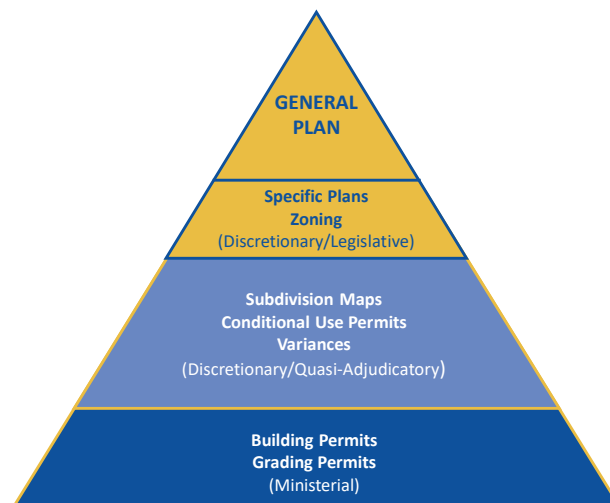 GENERAL
PLAN
Specific Plans
Zoning
(Discretionary/Legislative)
Subdivision Maps
Conditional Use Permits
Variances
(Discretionary/Quasi-Adjudicatory)
Building Permits
Grading Permits
(Ministerial)